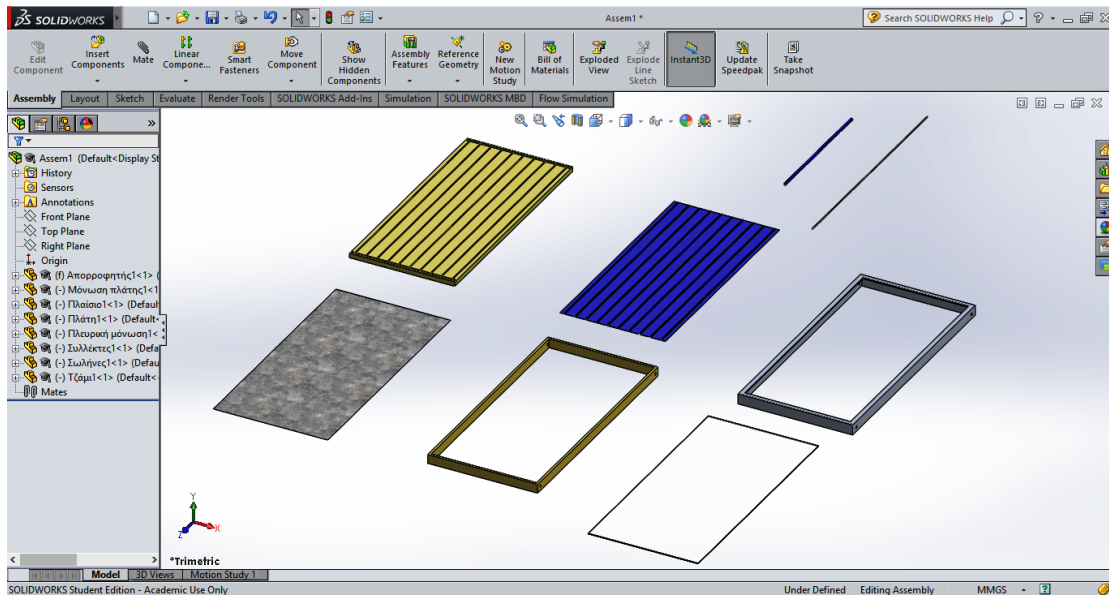 SOLIDWORKS
Assem1 *
Search SOLIDWORKS Help
Edit Component
Insert Components
Mate
Linear Compone...
Smart Fasteners
Move Component
Show Hidden Components
Assembly Features
Reference Geometry
New Motion Study
Bill of Materials
Exploded View
Explode Line Sketch
Instant3D
Update Speedpak
Take Snapshot
Assembly Layout Sketch Evaluate Render Tools SOLIDWORKS Add-Ins Simulation SOLIDWORKS MBD Flow Simulation
Assem1 (Default<Display St
History
Sensors
Annotations
Front Plane
Top Plane
Right Plane
Origin
(f) Απορροφητής1<1> (
(-) Μόνωση πλάτης1<1
(-) Πλαίσιο1<1> (Defaul
(-) Πλάτη1<1> (Default<
(-) Πλευρική μόνωση1<
(-) Συλλέκτες1<1> (Defa
(-) Σωλήνες1<1> (Defau
(-) Τζάμι1<1> (Default<
Mates
Y
X
Z
*Trimetric
Model 3D Views Motion Study 1
SOLIDWORKS Student Edition - Academic Use Only
Under Defined Editing Assembly MMGS